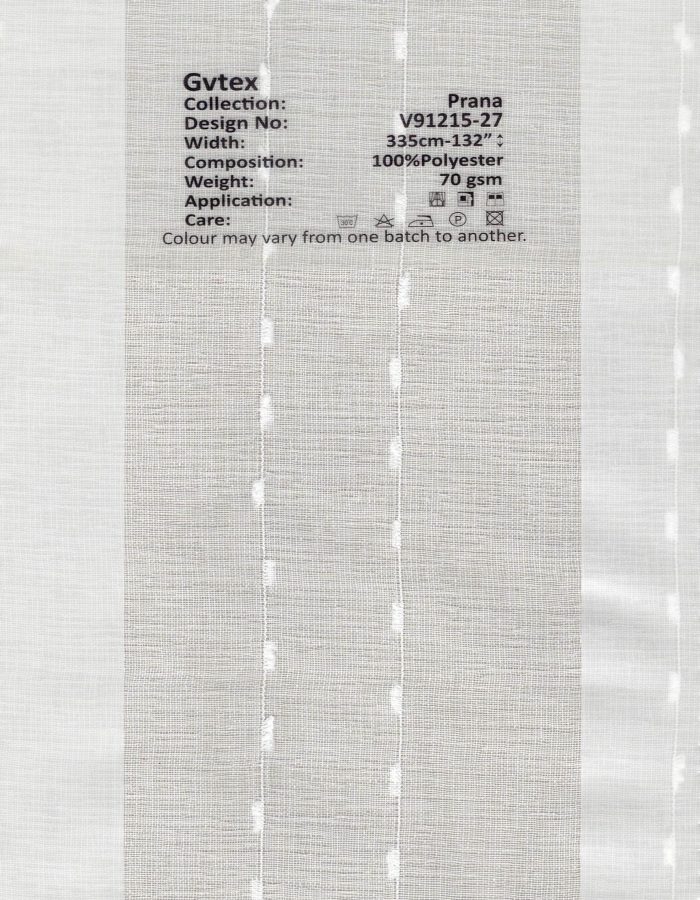 Gvtex
Collection: Prana
Design No: V91215-27
Width: 335cm-132”
Composition: 100%Polyester
Weight: 70 gsm
Application:
Care: 30°C P
Colour may vary from one batch to another.